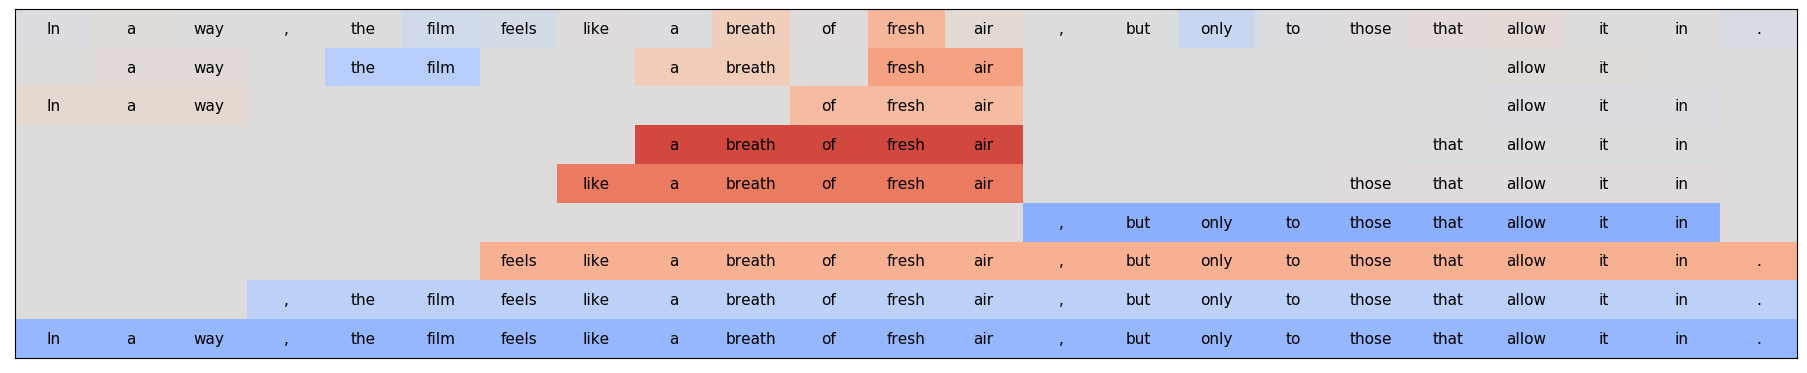 In a way , the film feels like a breath of fresh air , but only to those that allow it in .
a way the film a breath fresh air allow it
In a way of fresh air allow it in
a breath of fresh air that allow it in
like a breath of fresh air those that allow it in
, but only to those that allow it in
feels like a breath of fresh air , but only to those that allow it in .
, the film feels like a breath of fresh air , but only to those that allow it in .
In a way , the film feels like a breath of fresh air , but only to those that allow it in .